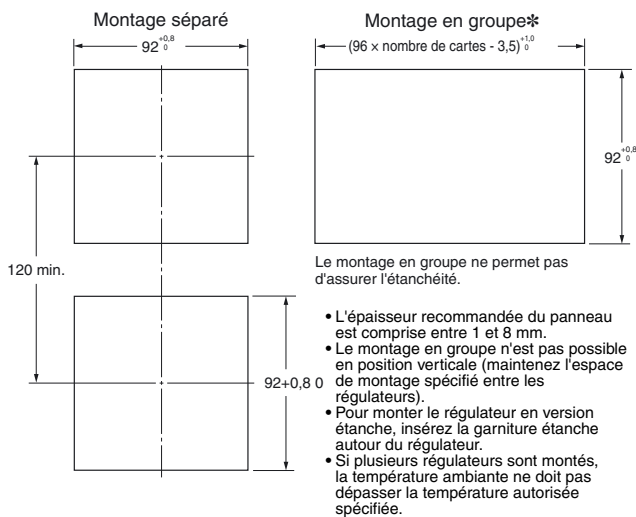 Montage séparé
92 +0,8 0
120 min.
92+0,8 0
Montage en groupe✻
(96 × nombre de cartes - 3,5) +1,0 0
92 +0,8 0
Le montage en groupe ne permet pas
d'assurer l'étanchéité.
• L'épaisseur recommandée du panneau
est comprise entre 1 et 8 mm.
• Le montage en groupe n'est pas possible
en position verticale (maintenez l'espace
de montage spécifié entre les
régulateurs).
• Pour monter le régulateur en version
étanche, insérez la garniture étanche
autour du régulateur.
• Si plusieurs régulateurs sont montés,
la température ambiante ne doit pas
dépasser la température autorisée
spécifiée.